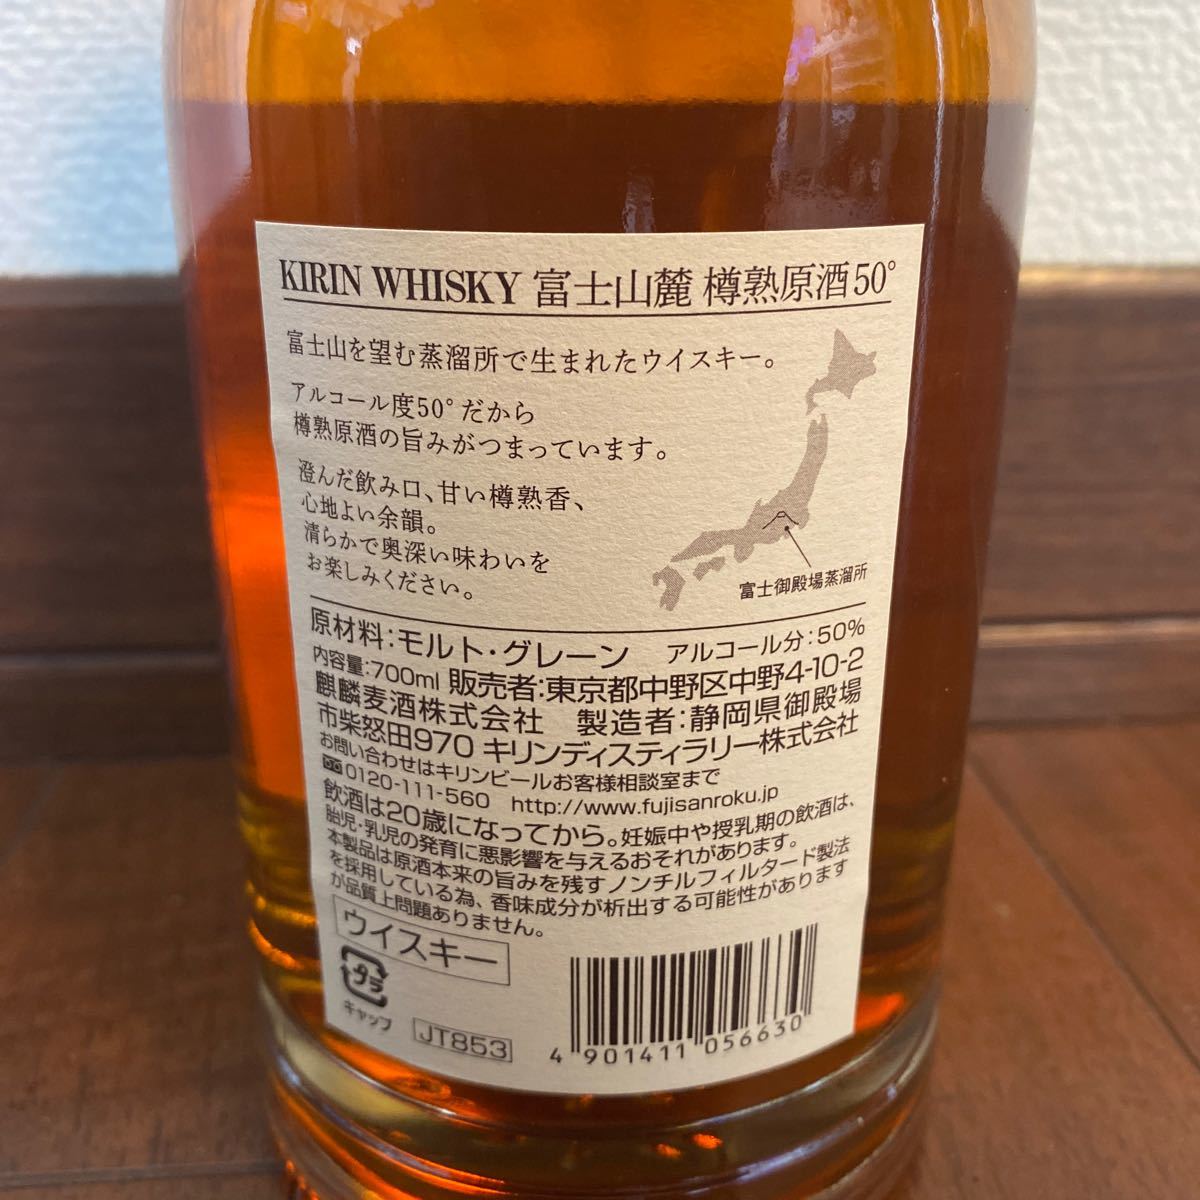 KIRIN WHISKY 富士山麓 樽熟原酒50°
富士山を望む蒸溜所で生まれたウイスキー。
アルコール度50°だから
樽熟原酒の旨みがつまっています。
澄んだ飲み口、甘い樽熟香、
心地よい余韻。
清らかで奥深い味わいを
お楽しみください。
富士御殿場蒸溜所
原材料:モルト・グレーン アルコール分:50%
内容量:700ml 販売者:東京都中野区中野4-10-2
麒麟麦酒株式会社 製造者:静岡県御殿場
市柴怒田970 キリンディスティラリー株式会社
お問い合わせはキリンビールお客様相談室まで
0120-111-560 http://www.fujisanroku.jp
飲酒は20歳になってから。妊娠中や授乳期の飲酒は、
胎児・乳児の発育に悪影響を与えるおそれがあります。
本製品は原酒本来の旨みを残すノンチルフィルタード製法
を採用している為、香味成分が析出する可能性があります
が品質上問題ありません。
ウイスキー
プラ
キャップ
JT853
4 901411 056630